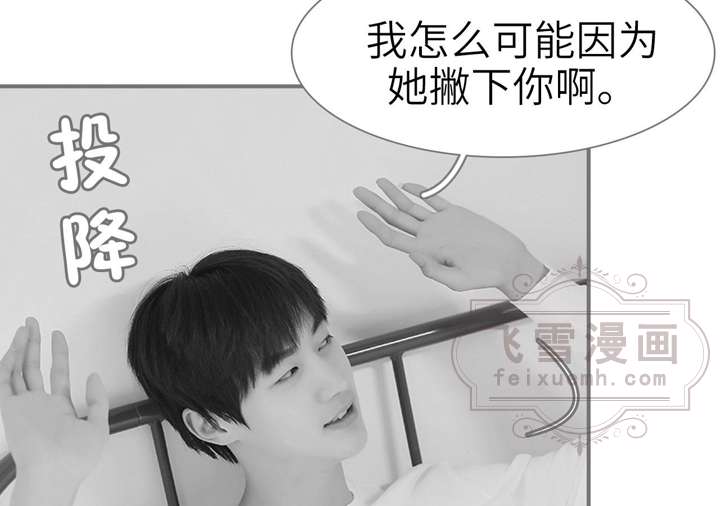 我怎么可能因为
她撇下你啊。
投
降
飞雪漫画
feixuemh.com